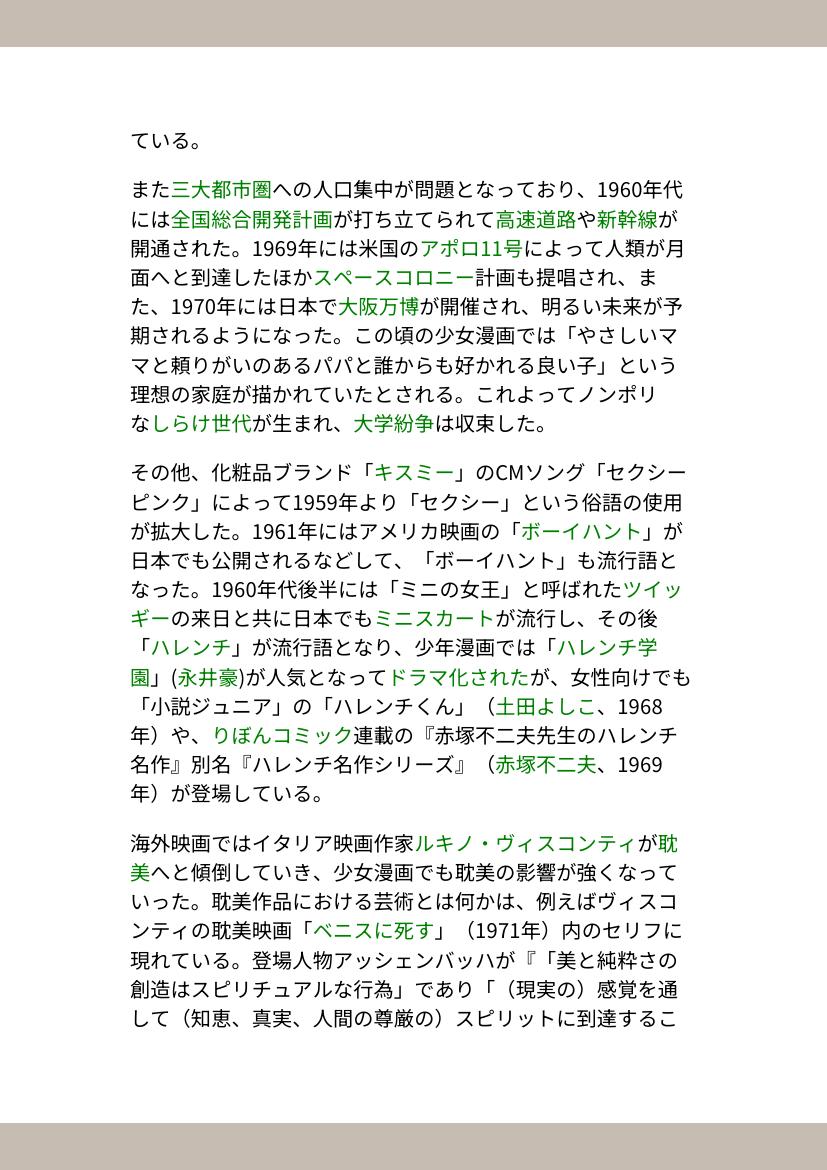 ている。
また三大都市圏への人口集中が問題となっており、1960年代
には全国総合開発計画が打ち立てられて高速道路や新幹線が
開通された。1969年には米国のアポロ11号によって人類が月
面へと到達したほかスペースコロニー計画も提唱され、ま
た、1970年には日本で大阪万博が開催され、明るい未来が予
期されるようになった。この頃の少女漫画では「やさしいマ
マと頼りがいのあるパパと誰からも好かれる良い子」という
理想の家庭が描かれていたとされる。これよってノンポリ
なしらけ世代が生まれ、大学紛争は収束した。
その他、化粧品ブランド「キスミー」のCMソング「セクシー
ピンク」によって1959年より「セクシー」という俗語の使用
が拡大した。1961年にはアメリカ映画の「ボーイハント」が
日本でも公開されるなどして、「ボーイハント」も流行語と
なった。1960年代後半には「ミニの女王」と呼ばれたツイッ
ギーの来日と共に日本でもミニスカートが流行し、その後
「ハレンチ」が流行語となり、少年漫画では「ハレンチ学
園」(永井豪)が人気となってドラマ化されたが、女性向けでも
「小説ジュニア」の「ハレンチくん」（土田よしこ、1968
年）や、りぼんコミック連載の『赤塚不二夫先生のハレンチ
名作』別名『ハレンチ名作シリーズ』（赤塚不二夫、1969
年）が登場している。
海外映画ではイタリア映画作家ルキノ・ヴィスコンティが耽
美へと傾倒していき、少女漫画でも耽美の影響が強くなって
いった。耽美作品における芸術とは何かは、例えばヴィスコ
ンティの耽美映画「ベニスに死す」（1971年）内のセリフに
現れている。登場人物アッシェンバッハが『「美と純粋さの
創造はスピリチュアルな行為」であり「（現実の）感覚を通
して（知恵、真実、人間の尊厳の）スピリットに到達するこ